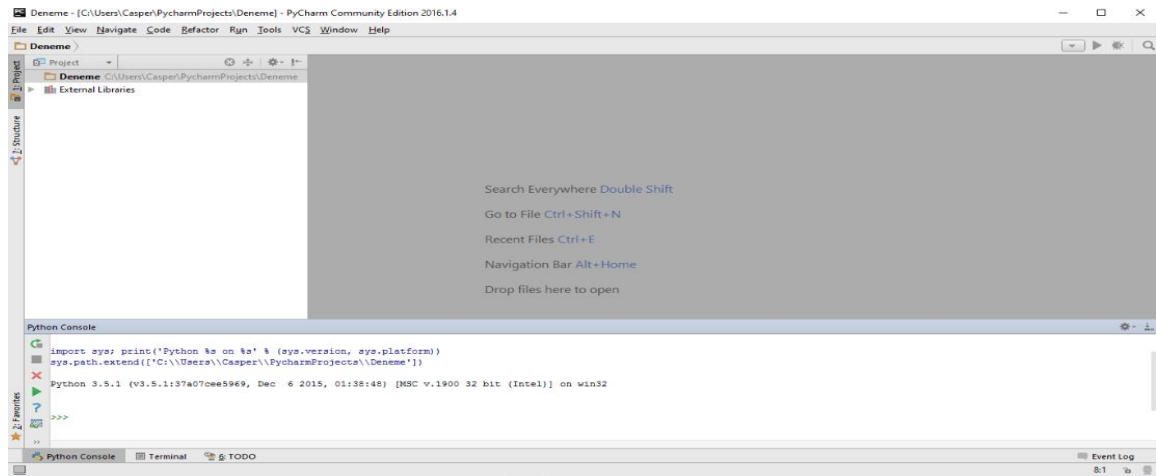 Deneme - [C:\Users\Casper\PycharmProjects\Deneme] - PyCharm Community Edition 2016.1.4
File Edit View Navigate Code Refactor Run Tools VCS Window Help
Deneme
1: Project
Project
Deneme C:\Users\Casper\PycharmProjects\Deneme
External Libraries
7: Structure
Search Everywhere Double Shift
Go to File Ctrl+Shift+N
Recent Files Ctrl+E
Navigation Bar Alt+Home
Drop files here to open
Python Console
import sys; print('Python %s on %s' % (sys.version, sys.platform))
sys.path.extend(['C:\\Users\\Casper\\PycharmProjects\\Deneme'])
Python 3.5.1 (v3.5.1:37a07cee5969, Dec 6 2015, 01:38:48) [MSC v.1900 32 bit (Intel)] on win32
>>>
2: Favorites
Python Console Terminal 6: TODO Event Log
8:1